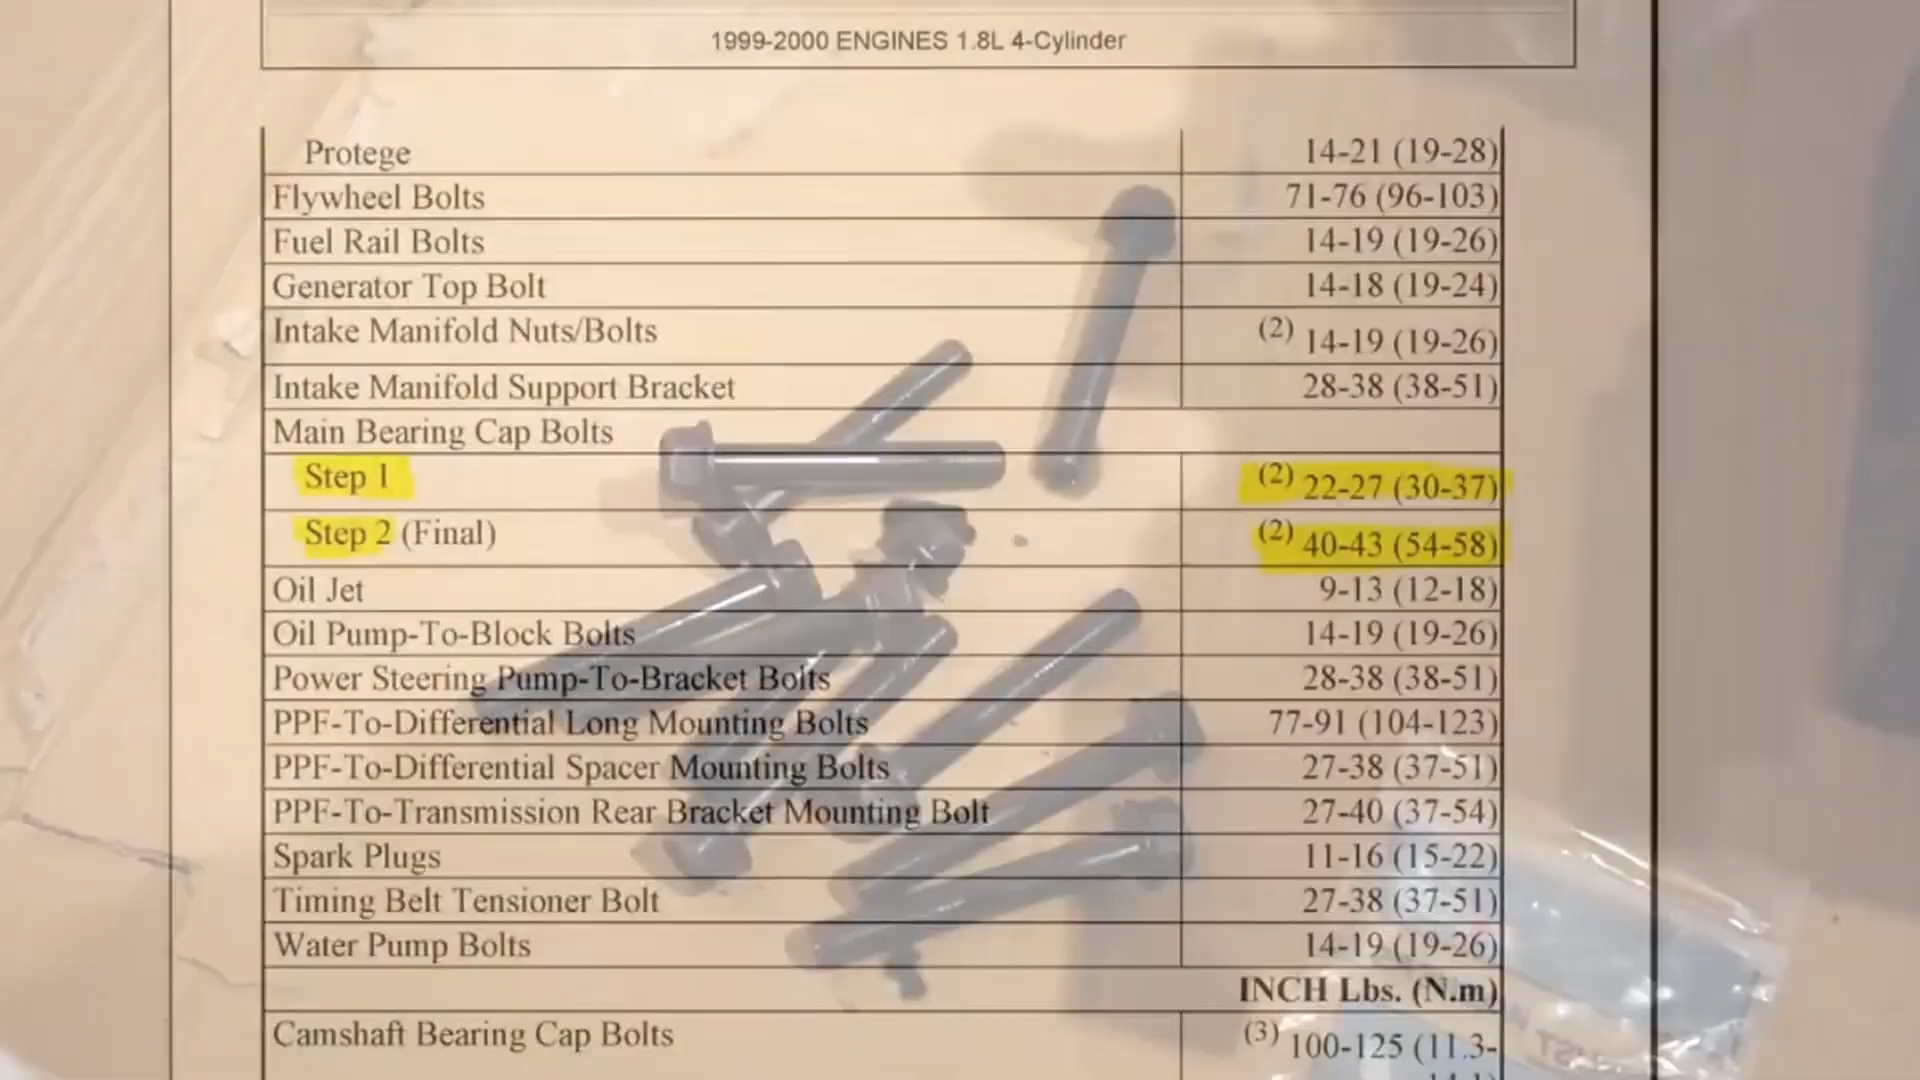 1999-2000 ENGINES 1.8L 4-Cylinder
Protege 14-21 (19-28)
Flywheel Bolts 71-76 (96-103)
Fuel Rail Bolts 14-19 (19-26)
Generator Top Bolt 14-18 (19-24)
Intake Manifold Nuts/Bolts (2) 14-19 (19-26)
Intake Manifold Support Bracket 28-38 (38-51)
Main Bearing Cap Bolts
Step 1 (2) 22-27 (30-37)
Step 2 (Final) (2) 40-43 (54-58)
Oil Jet 9-13 (12-18)
Oil Pump-To-Block Bolts 14-19 (19-26)
Power Steering Pump-To-Bracket Bolts 28-38 (38-51)
PPF-To-Differential Long Mounting Bolts 77-91 (104-123)
PPF-To-Differential Spacer Mounting Bolts 27-38 (37-51)
PPF-To-Transmission Rear Bracket Mounting Bolt 27-40 (37-54)
Spark Plugs 11-16 (15-22)
Timing Belt Tensioner Bolt 27-38 (37-51)
Water Pump Bolts 14-19 (19-26)
INCH Lbs. (N.m)
Camshaft Bearing Cap Bolts (3) 100-125 (11.3-